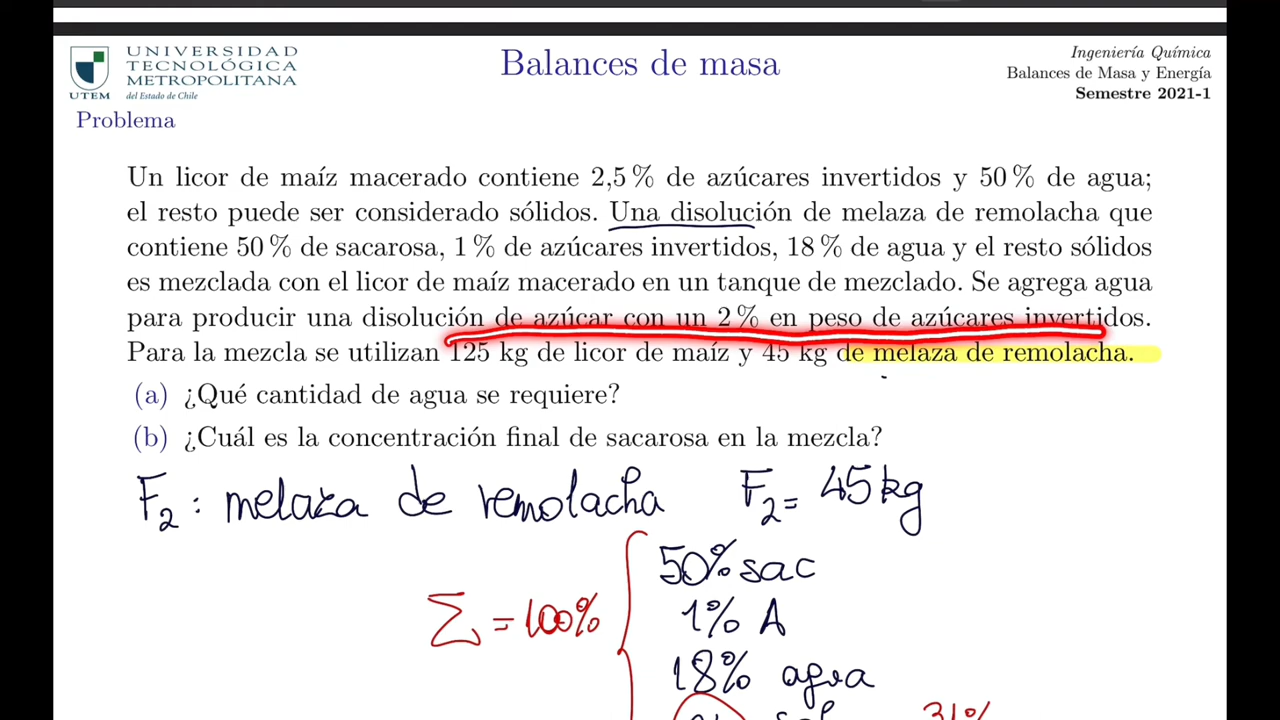 UNIVERSIDAD
TECNOLÓGICA
METROPOLITANA
UTEM del Estado de Chile
Balances de masa
Ingeniería Química
Balances de Masa y Energía
Semestre 2021-1
Problema
Un licor de maíz macerado contiene 2,5 % de azúcares invertidos y 50 % de agua;
el resto puede ser considerado sólidos. Una disolución de melaza de remolacha que
contiene 50 % de sacarosa, 1 % de azúcares invertidos, 18 % de agua y el resto sólidos
es mezclada con el licor de maíz macerado en un tanque de mezclado. Se agrega agua
para producir una disolución de azúcar con un 2 % en peso de azúcares invertidos.
Para la mezcla se utilizan 125 kg de licor de maíz y 45 kg de melaza de remolacha.
(a) ¿Qué cantidad de agua se requiere?
(b) ¿Cuál es la concentración final de sacarosa en la mezcla?
F₂ : melaza de remolacha F₂ = 45 kg
50% sac
Σ = 100% 1% A
18% agua
sol 31%